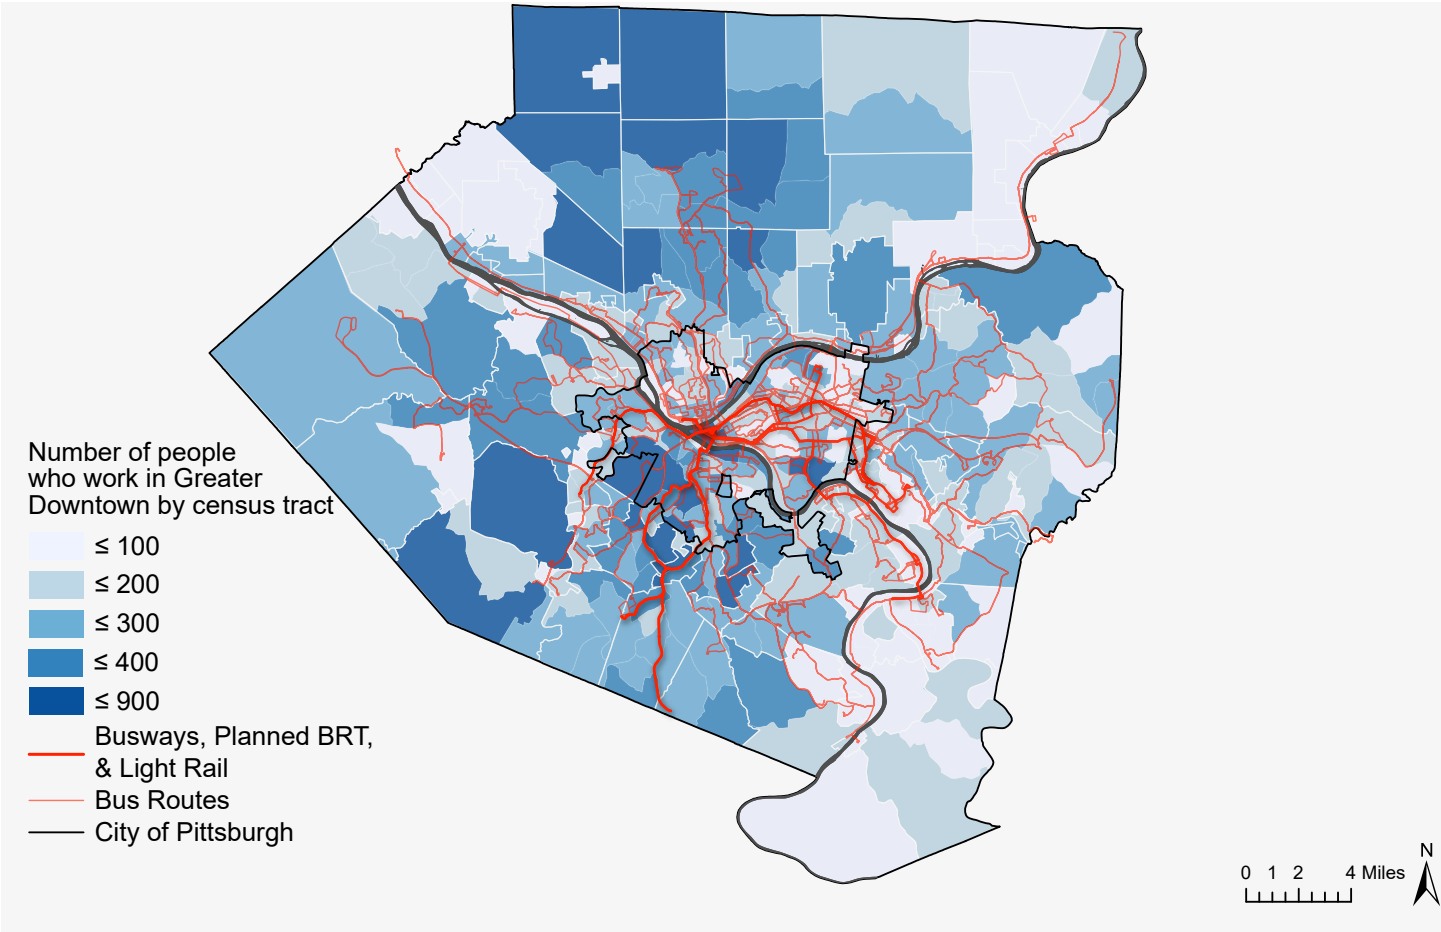 Number of people
who work in Greater
Downtown by census tract
≤ 100
≤ 200
≤ 300
≤ 400
≤ 900
Busways, Planned BRT,
& Light Rail
Bus Routes
City of Pittsburgh
N
0 1 2 4 Miles